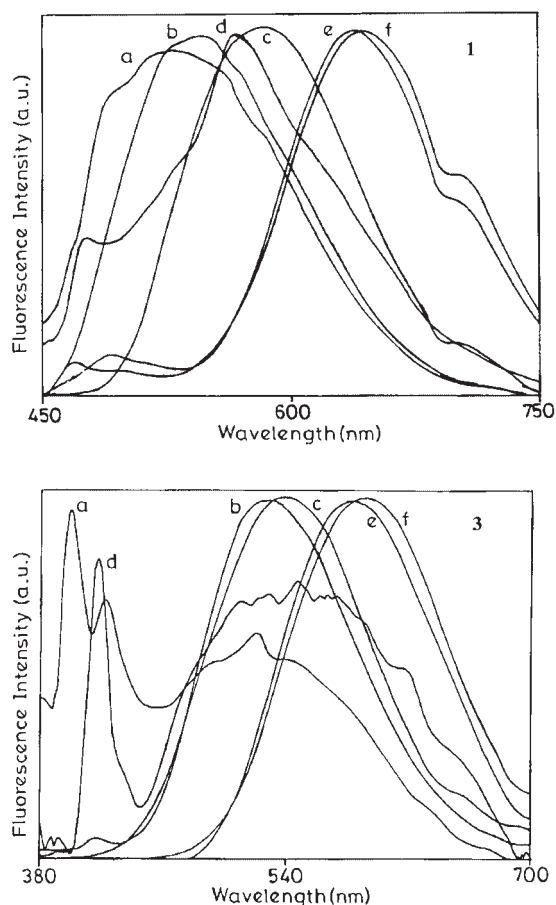 a
b
d
c
e
f
1
Fluorescence Intensity (a.u.)
450
600
750
Wavelength (nm)
a
d
b
c
e
f
3
Fluorescence Intensity (a.u.)
380
540
700
Wavelength (nm)